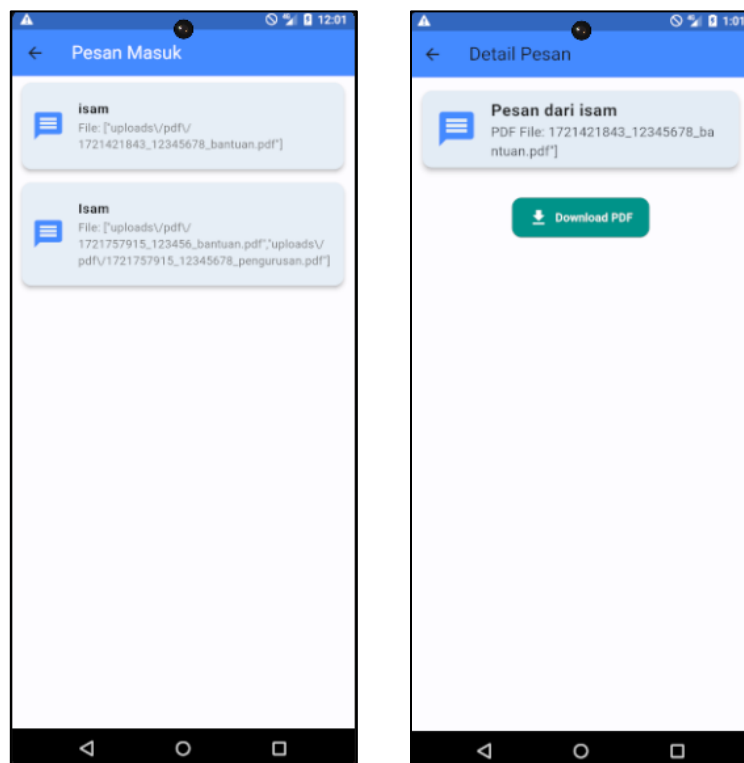 12:01
Pesan Masuk
isam
File: ["uploads\/pdf\/
1721421843_12345678_bantuan.pdf"]
Isam
File: ["uploads\/pdf\/
1721757915_123456_bantuan.pdf","uploads\/
pdf\/1721757915_12345678_pengurusan.pdf"]
1:01
Detail Pesan
Pesan dari isam
PDF File: 1721421843_12345678_ba
ntuan.pdf"]
Download PDF